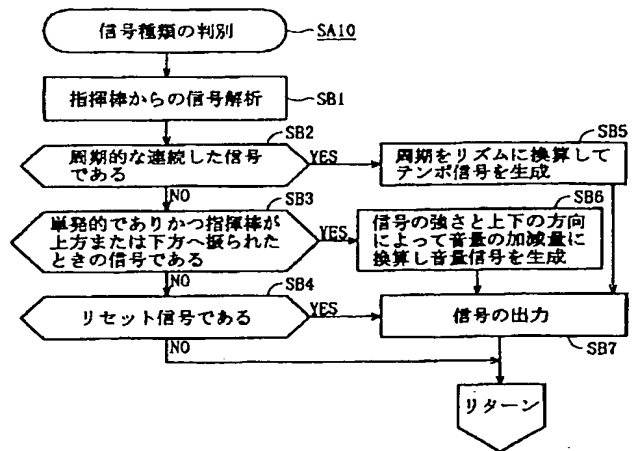 信号種類の判別
SA10
指揮棒からの信号解析
SB1
SB2
周期的な連続した信号
である
YES
NO
SB5
周期をリズムに換算して
テンポ信号を生成
SB3
単発的でありかつ指揮棒が
上方または下方へ振られた
ときの信号である
YES
NO
SB6
信号の強さと上下の方向
によって音量の加減量に
換算し音量信号を生成
SB4
リセット信号である
YES
NO
信号の出力
SB7
リターン